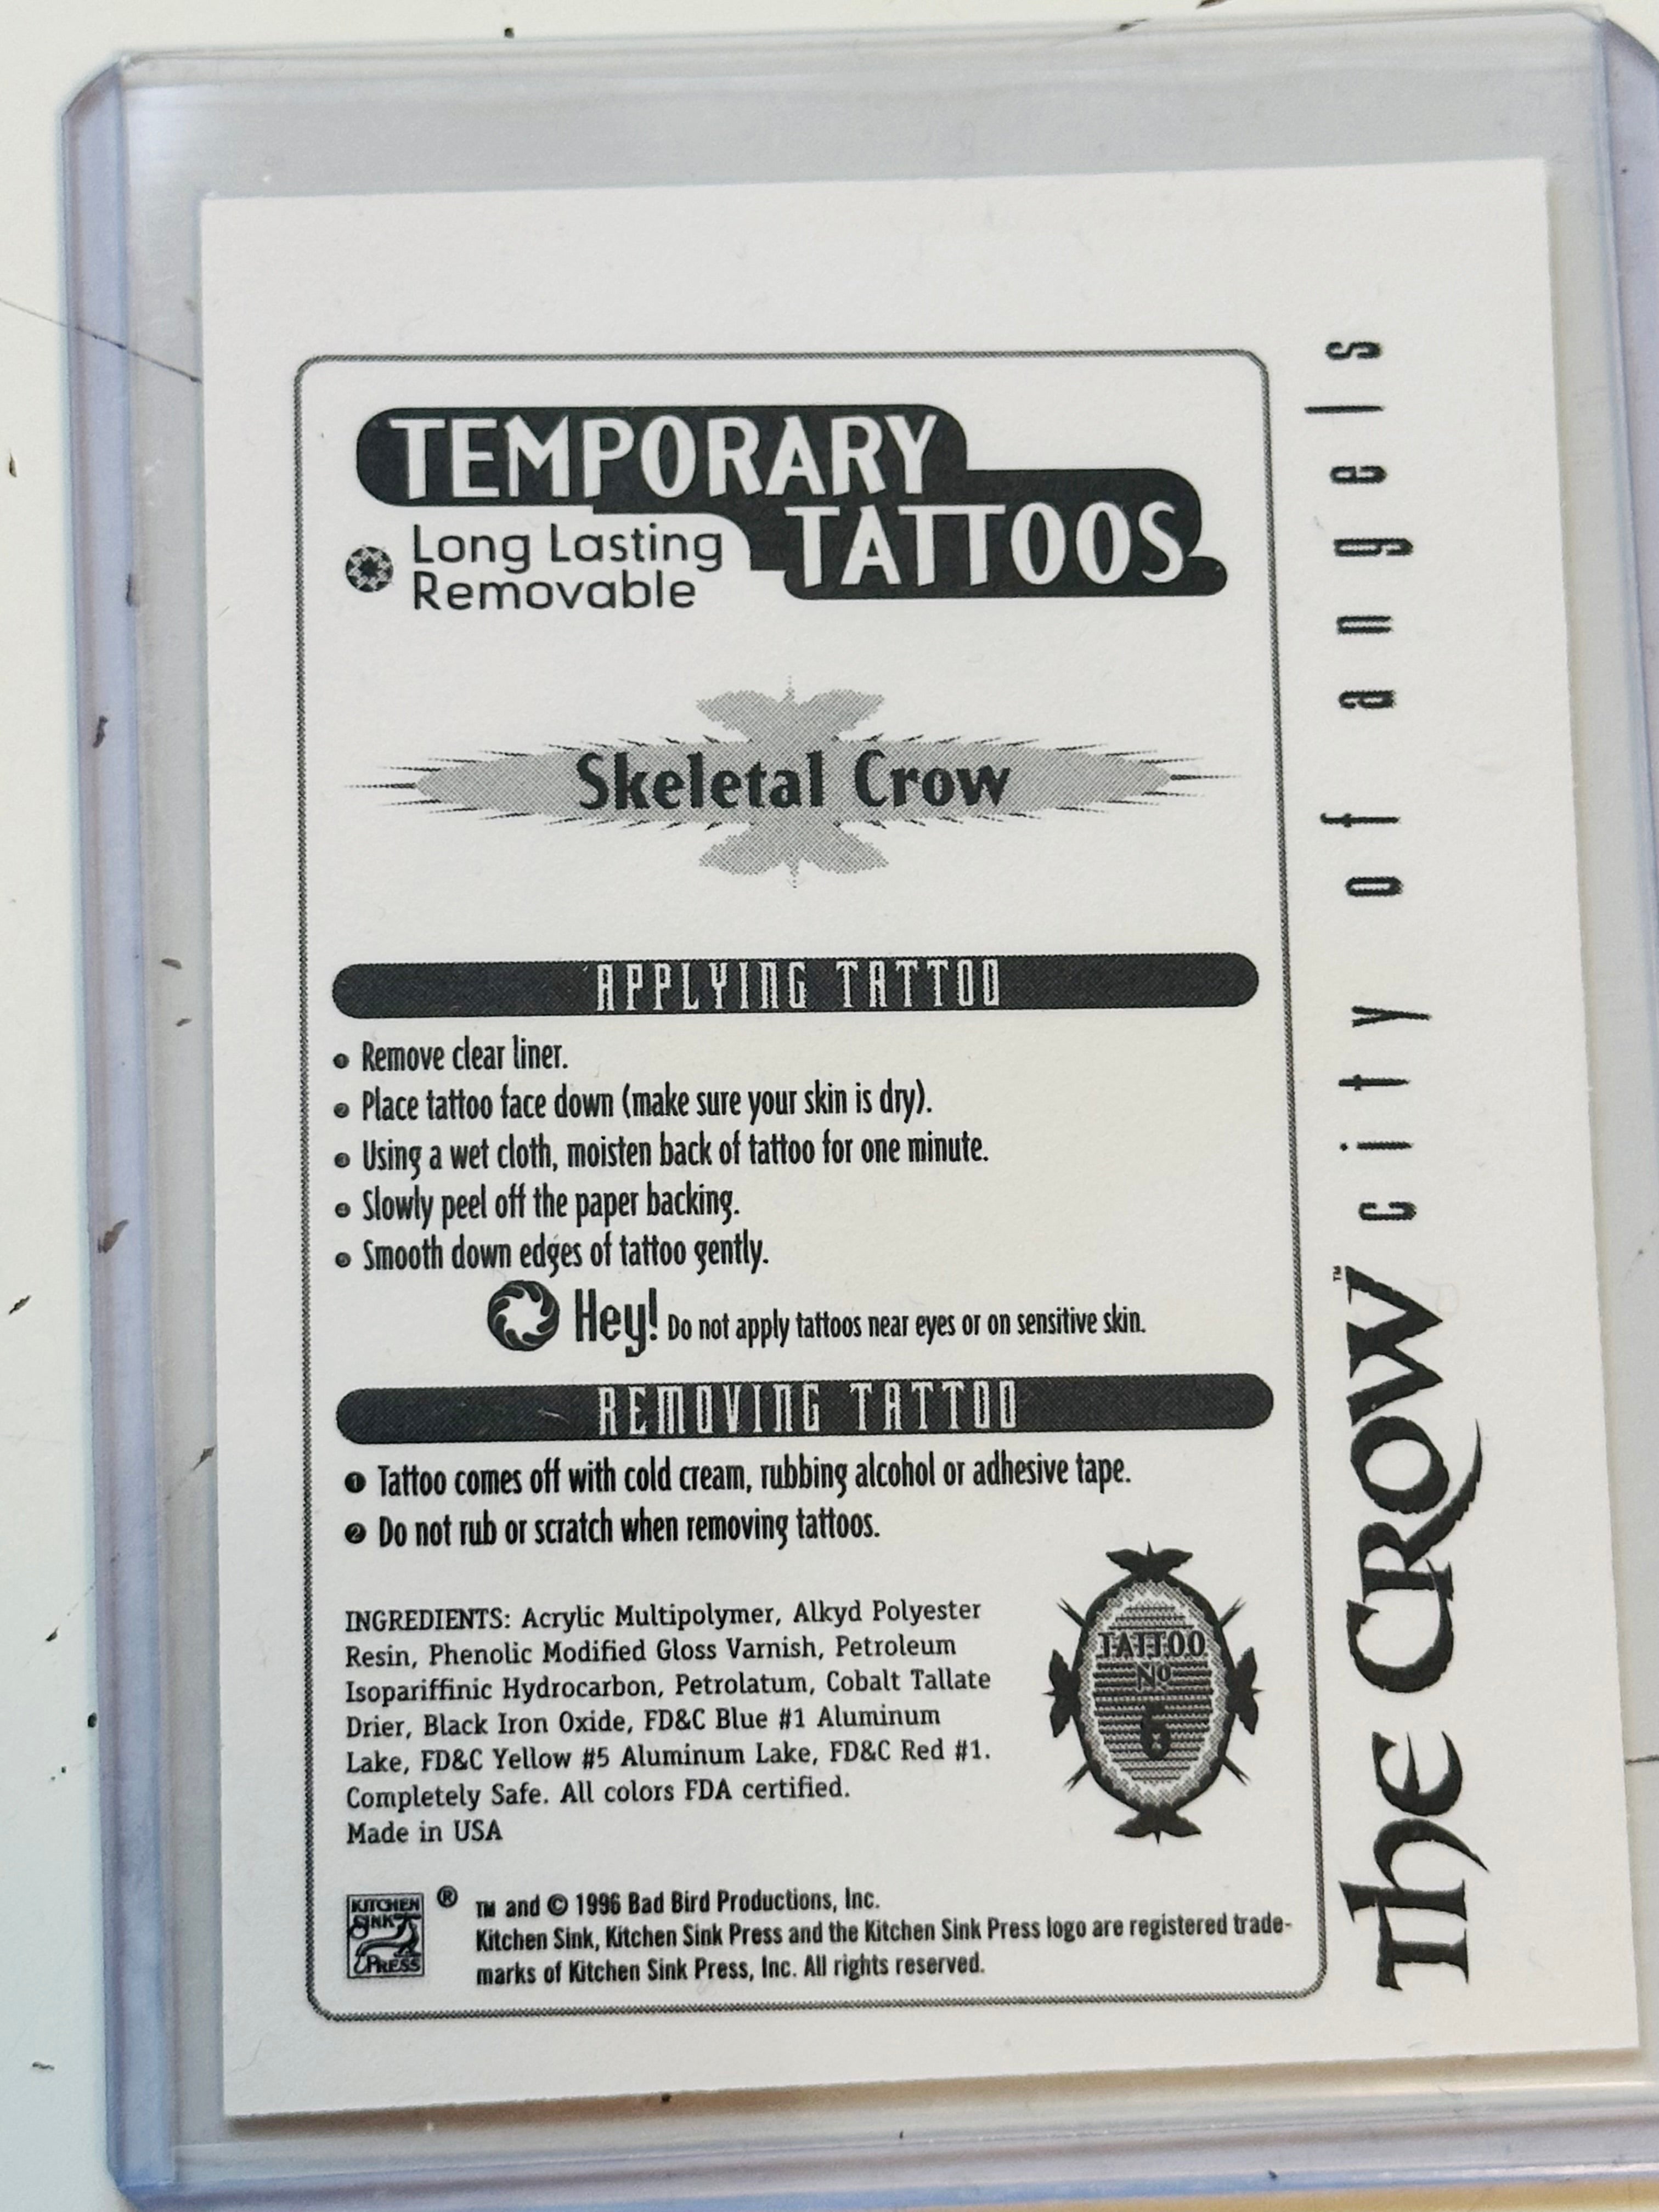 TEMPORARY
TATTOOS
Long Lasting
Removable
Skeletal Crow
APPLYING TATTOO
1 Remove clear liner.
2 Place tattoo face down (make sure your skin is dry).
3 Using a wet cloth, moisten back of tattoo for one minute.
4 Slowly peel off the paper backing.
5 Smooth down edges of tattoo gently.
Hey! Do not apply tattoos near eyes or on sensitive skin.
REMOVING TATTOO
1 Tattoo comes off with cold cream, rubbing alcohol or adhesive tape.
2 Do not rub or scratch when removing tattoos.
INGREDIENTS: Acrylic Multipolymer, Alkyd Polyester
Resin, Phenolic Modified Gloss Varnish, Petroleum
Isopariffinic Hydrocarbon, Petrolatum, Cobalt Tallate
Drier, Black Iron Oxide, FD&C Blue #1 Aluminum
Lake, FD&C Yellow #5 Aluminum Lake, FD&C Red #1.
Completely Safe. All colors FDA certified.
Made in USA
TATTOO
No
6
KITCHEN
SINK
PRESS
®
TM and © 1996 Bad Bird Productions, Inc.
Kitchen Sink, Kitchen Sink Press and the Kitchen Sink Press logo are registered trade-
marks of Kitchen Sink Press, Inc. All rights reserved.
The CROW™ city of angels